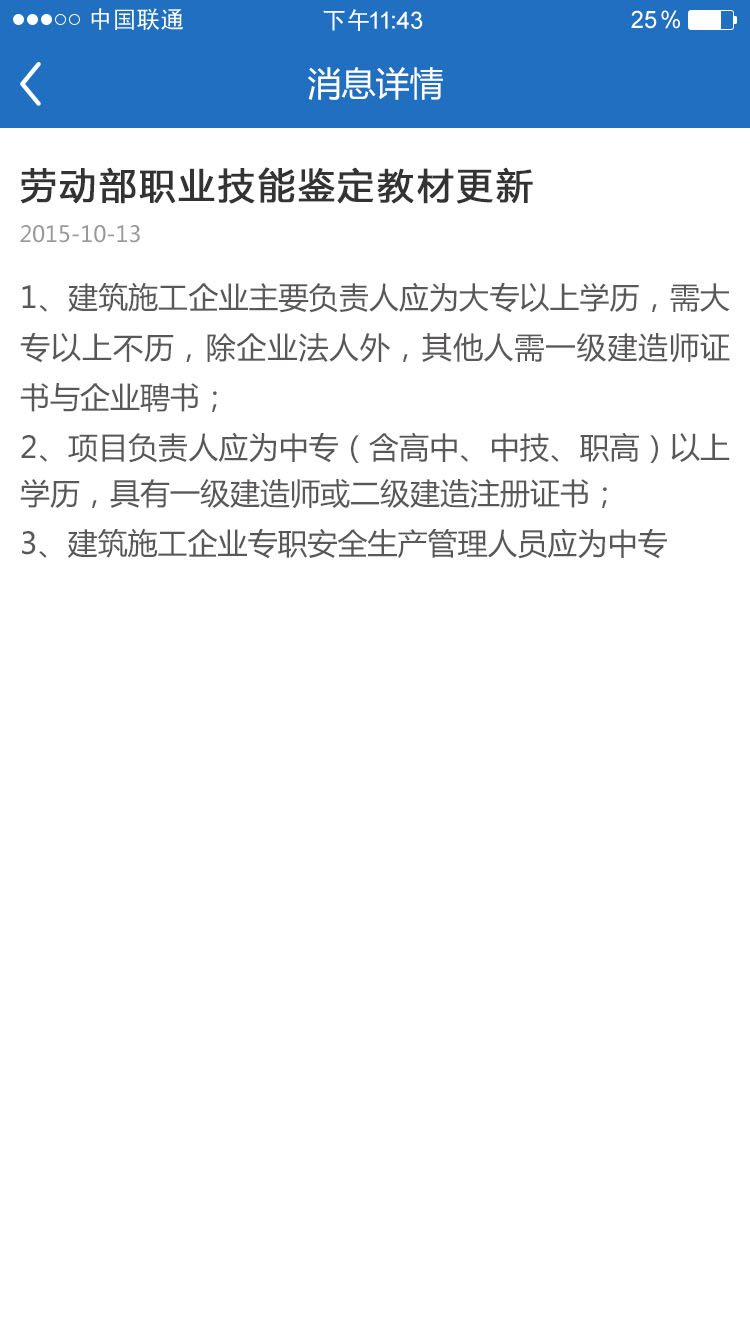 中国联通 下午11:43 25%
消息详情
劳动部职业技能鉴定教材更新
2015-10-13
1、建筑施工企业主要负责人应为大专以上学历，需大
专以上不历，除企业法人外，其他人需一级建造师证
书与企业聘书；
2、项目负责人应为中专（含高中、中技、职高）以上
学历，具有一级建造师或二级建造注册证书；
3、建筑施工企业专职安全生产管理人员应为中专